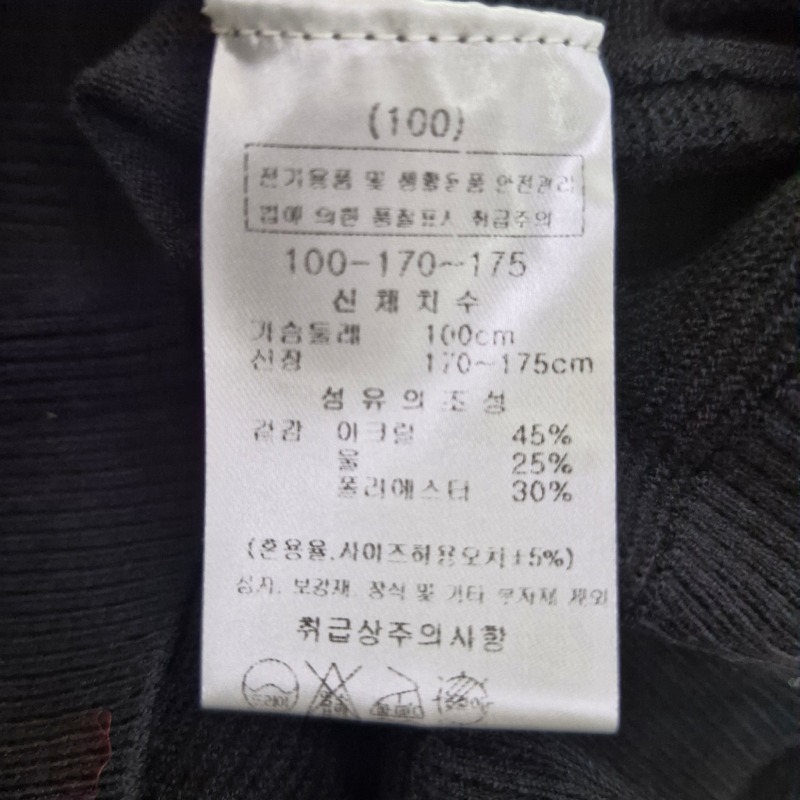 (100)
전기용품 및 생활용품 안전관리
법에 의한 품질표시 취급주의
100-170~175
신체치수
가슴둘레 100cm
신장 170~175cm
섬유의조성
겉감 아크릴 45%
울 25%
폴리에스터 30%
(혼용율.사이즈허용오차±5%)
심지. 보강재. 장식 및 기타 부자재 제외
취급상주의사항
드라이